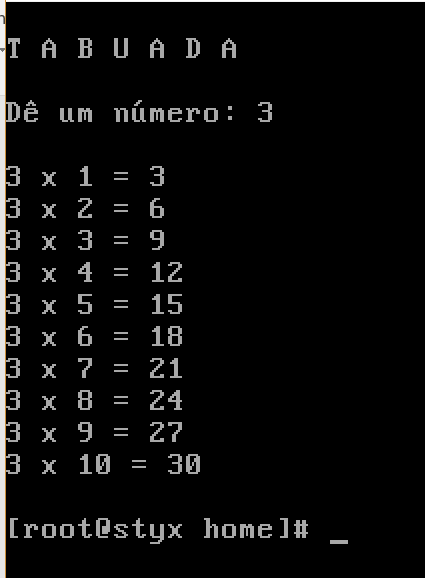 T A B U A D A
Dê um número: 3
3 x 1 = 3
3 x 2 = 6
3 x 3 = 9
3 x 4 = 12
3 x 5 = 15
3 x 6 = 18
3 x 7 = 21
3 x 8 = 24
3 x 9 = 27
3 x 10 = 30
[root@styx home]# _